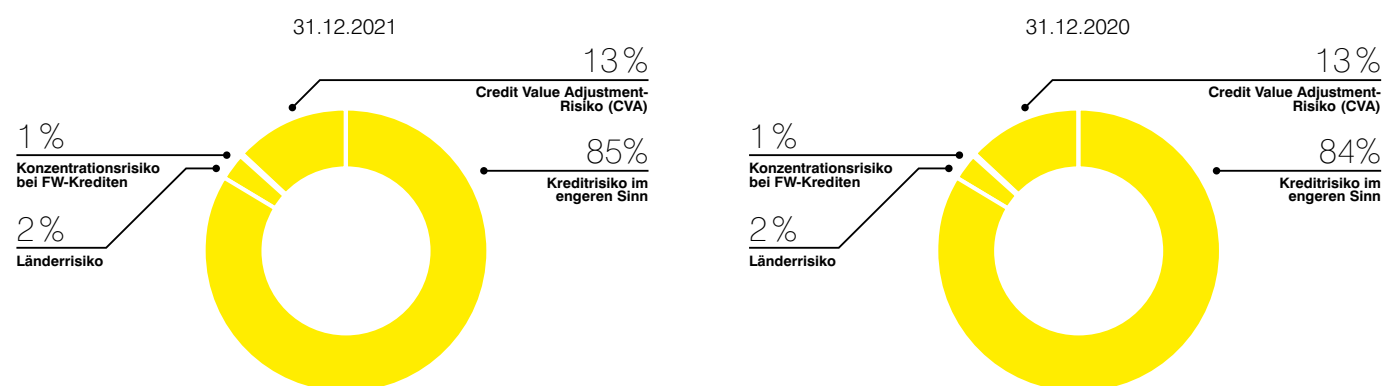 31.12.2021
13%
Credit Value Adjustment-
Risiko (CVA)
1%
Konzentrationsrisiko
bei FW-Krediten
85%
Kreditrisiko im
engeren Sinn
2%
Länderrisiko
31.12.2020
13%
Credit Value Adjustment-
Risiko (CVA)
1%
Konzentrationsrisiko
bei FW-Krediten
84%
Kreditrisiko im
engeren Sinn
2%
Länderrisiko